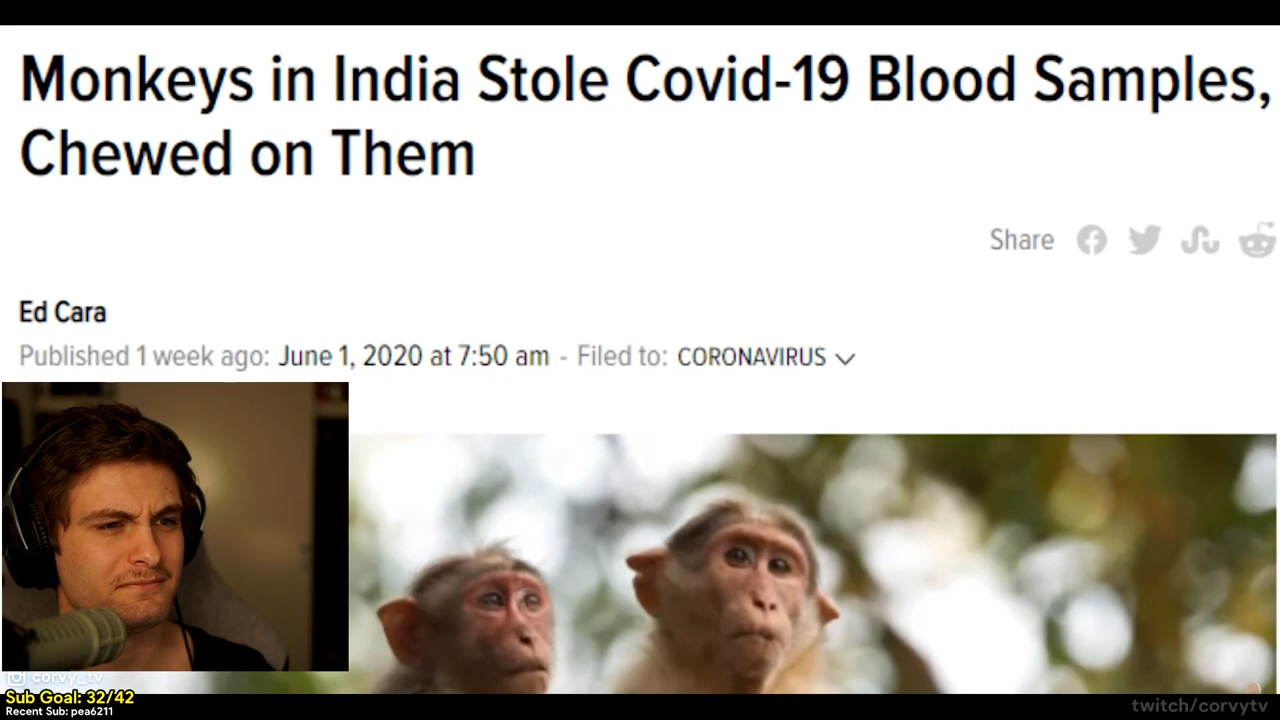 Monkeys in India Stole Covid-19 Blood Samples,
Chewed on Them
Share
Ed Cara
Published 1 week ago: June 1, 2020 at 7:50 am - Filed to: CORONAVIRUS
corvy_tv
Sub Goal: 32/42
Recent Sub: pea6211
twitch/corvytv